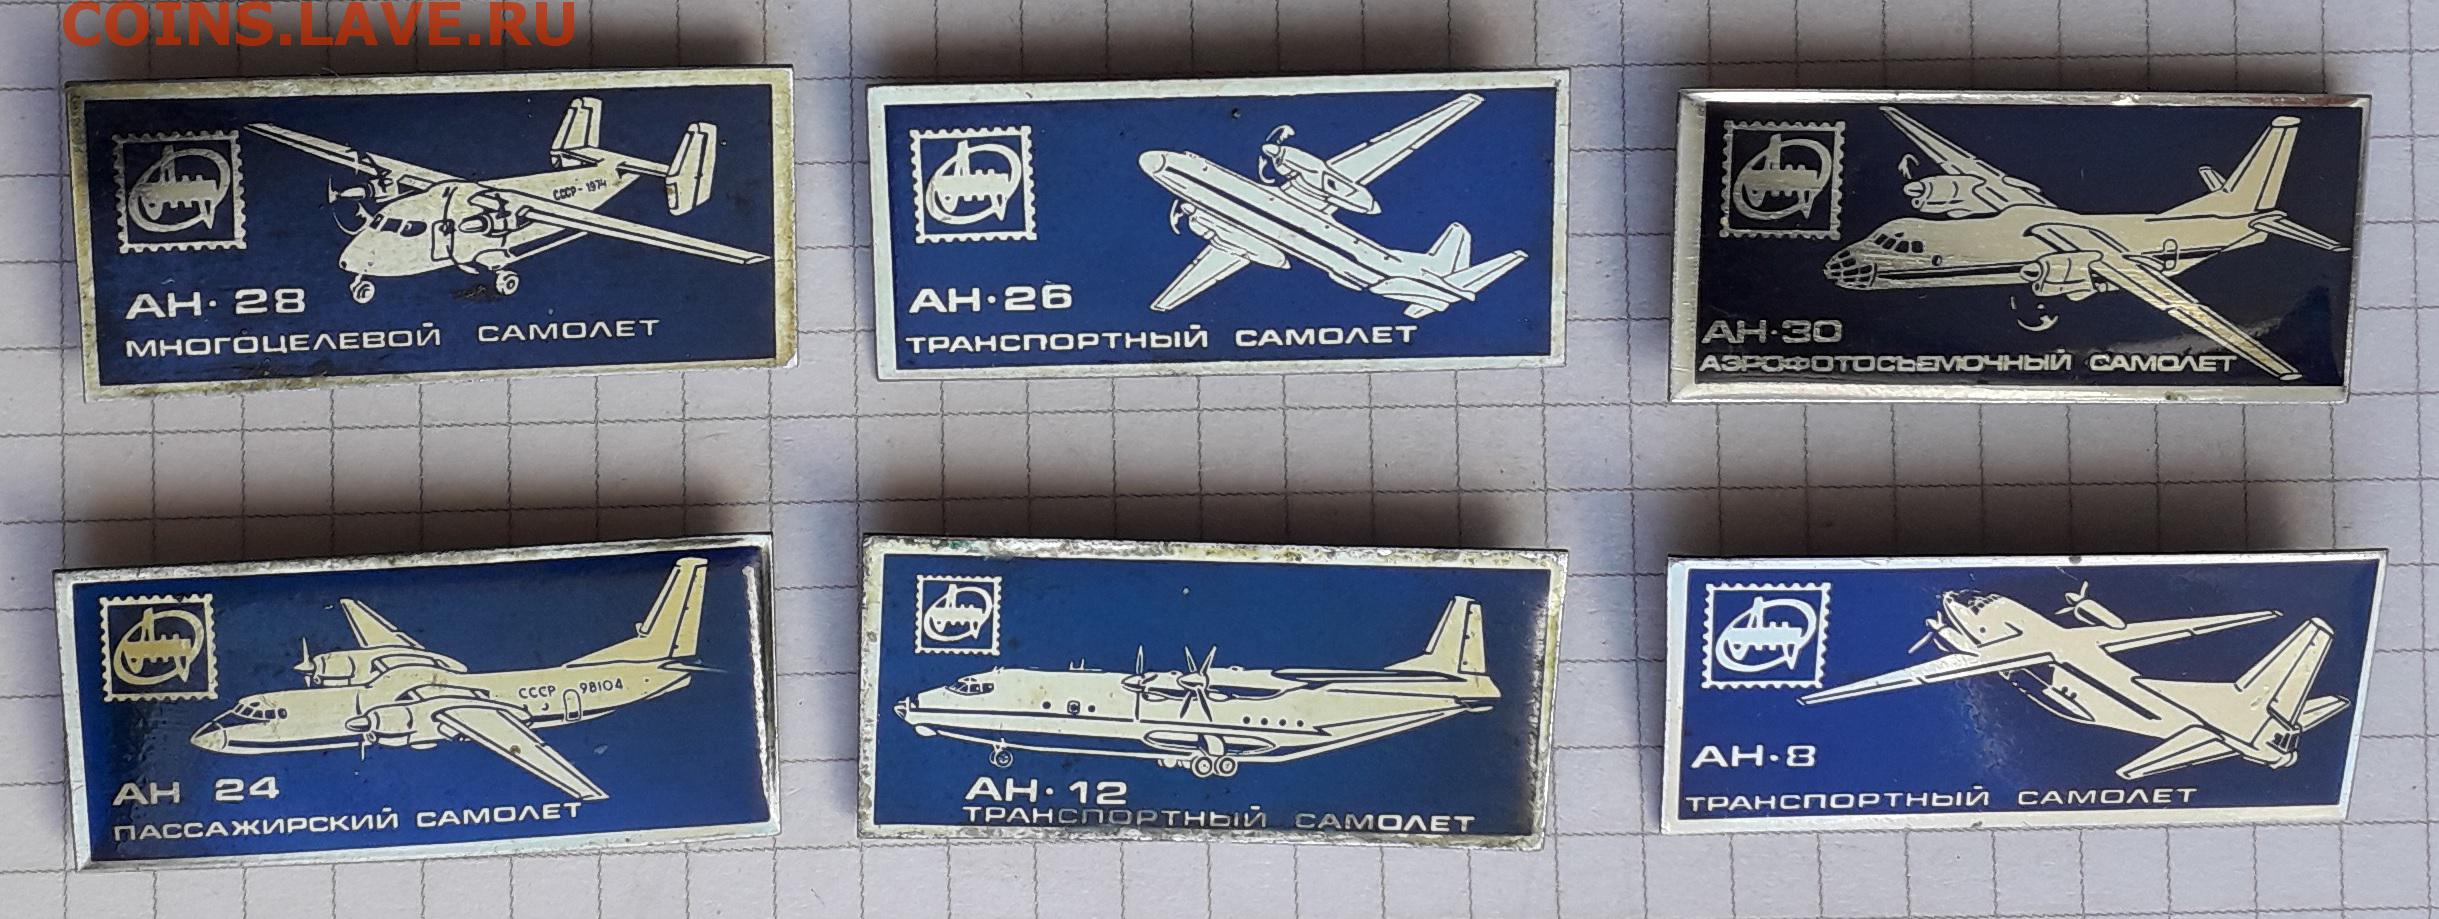 COINS.LAVE.RU
СССР-1974
АН·28
МНОГОЦЕЛЕВОЙ САМОЛЕТ
АН·26
ТРАНСПОРТНЫЙ САМОЛЕТ
АН·30
АЭРОФОТОСЪЕМОЧНЫЙ САМОЛЕТ
СССР 98104
АН 24
ПАССАЖИРСКИЙ САМОЛЕТ
АН·12
ТРАНСПОРТНЫЙ САМОЛЕТ
АН·8
ТРАНСПОРТНЫЙ САМОЛЕТ